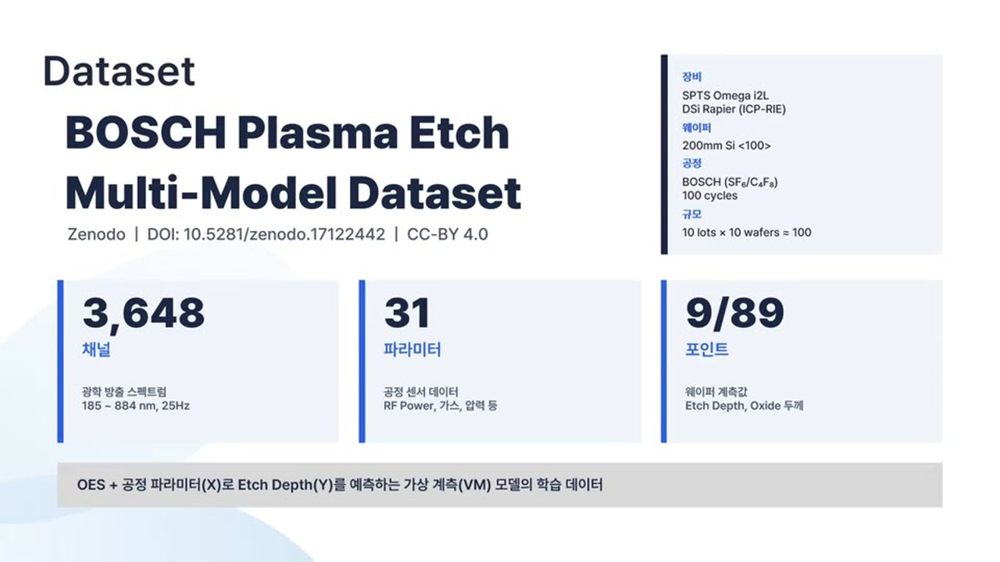 Dataset
BOSCH Plasma Etch
Multi-Model Dataset
Zenodo | DOI: 10.5281/zenodo.17122442 | CC-BY 4.0
장비
SPTS Omega i2L
DSi Rapier (ICP-RIE)
웨이퍼
200mm Si <100>
공정
BOSCH (SF₆/C₄F₈)
100 cycles
규모
10 lots × 10 wafers ≈ 100
3,648
채널
광학 방출 스펙트럼
185 ~ 884 nm, 25Hz
31
파라미터
공정 센서 데이터
RF Power, 가스, 압력 등
9/89
포인트
웨이퍼 계측값
Etch Depth, Oxide 두께
OES + 공정 파라미터(X)로 Etch Depth(Y)를 예측하는 가상 계측(VM) 모델의 학습 데이터